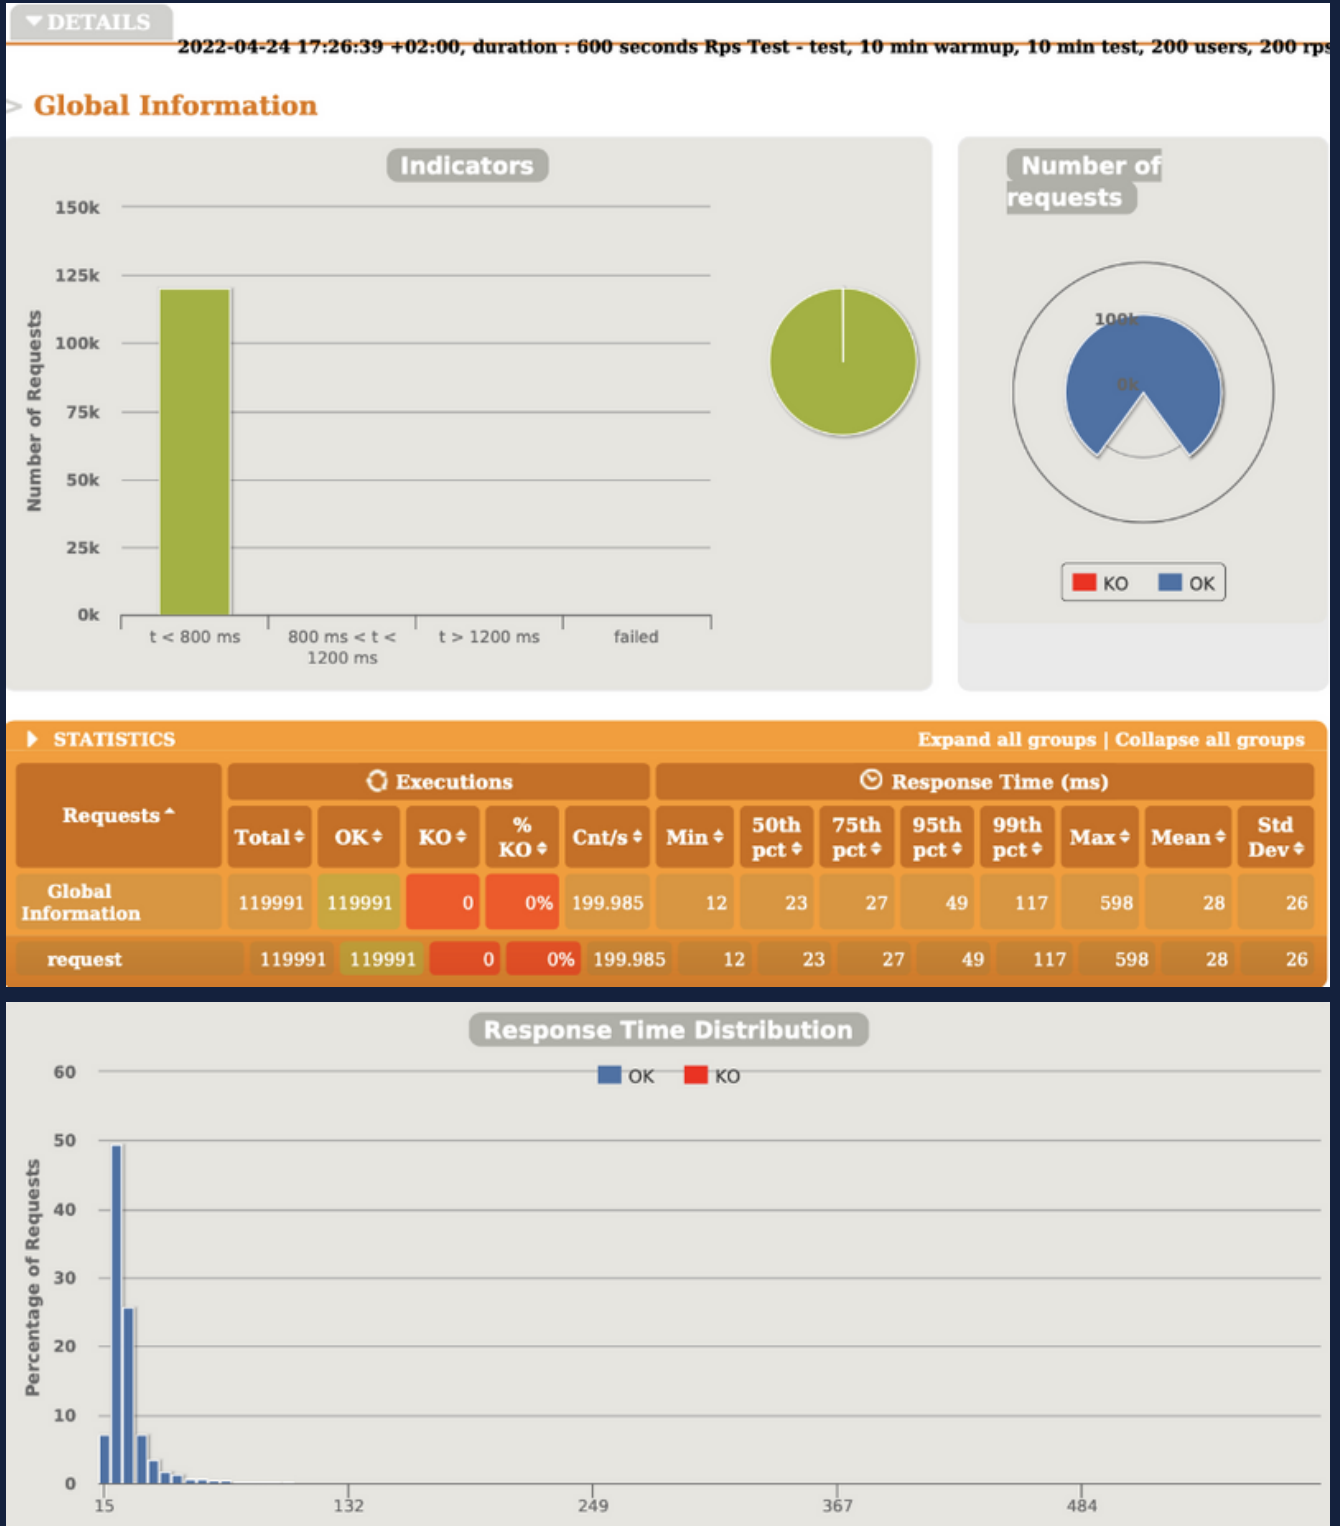 DETAILS
2022-04-24 17:26:39 +02:00, duration : 600 seconds Rps Test - test, 10 min warmup, 10 min test, 200 users, 200 rps
> Global Information
Indicators
150k
125k
100k
75k
50k
25k
0k
Number of Requests
t < 800 ms
800 ms < t <
1200 ms
t > 1200 ms
failed
Number of
requests
100k
0k
KO OK
STATISTICS
Expand all groups | Collapse all groups
Requests
Executions
Response Time (ms)
Total OK KO % KO Cnt/s Min 50th pct 75th pct 95th pct 99th pct Max Mean Std Dev
Global Information 119991 119991 0 0% 199.985 12 23 27 49 117 598 28 26
request 119991 119991 0 0% 199.985 12 23 27 49 117 598 28 26
Response Time Distribution
OK KO
60
50
40
30
20
10
0
Percentage of Requests
15 132 249 367 484